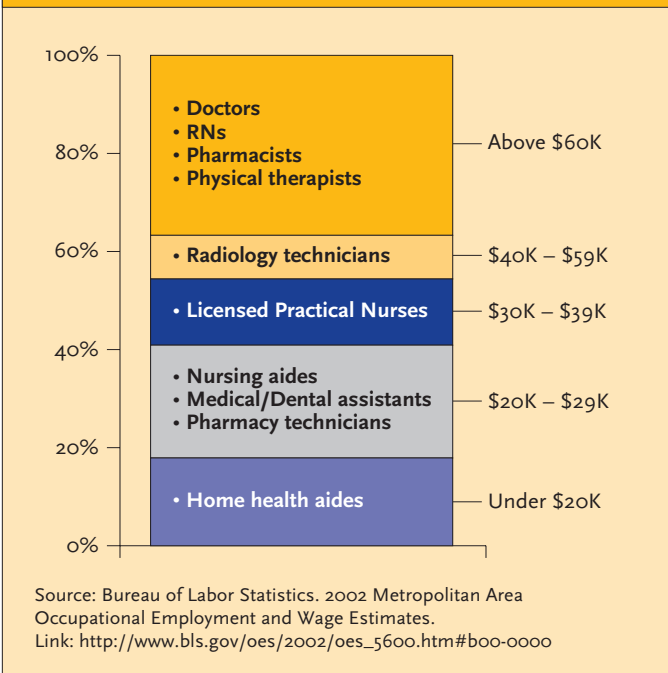 100%
80%
60%
40%
20%
0%
• Doctors
• RNs
• Pharmacists
• Physical therapists
Above $60K
• Radiology technicians
$40K – $59K
• Licensed Practical Nurses
$30K – $39K
• Nursing aides
• Medical/Dental assistants
• Pharmacy technicians
$20K – $29K
• Home health aides
Under $20K
Source: Bureau of Labor Statistics. 2002 Metropolitan Area
Occupational Employment and Wage Estimates.
Link: http://www.bls.gov/oes/2002/oes_5600.htm#b00-0000